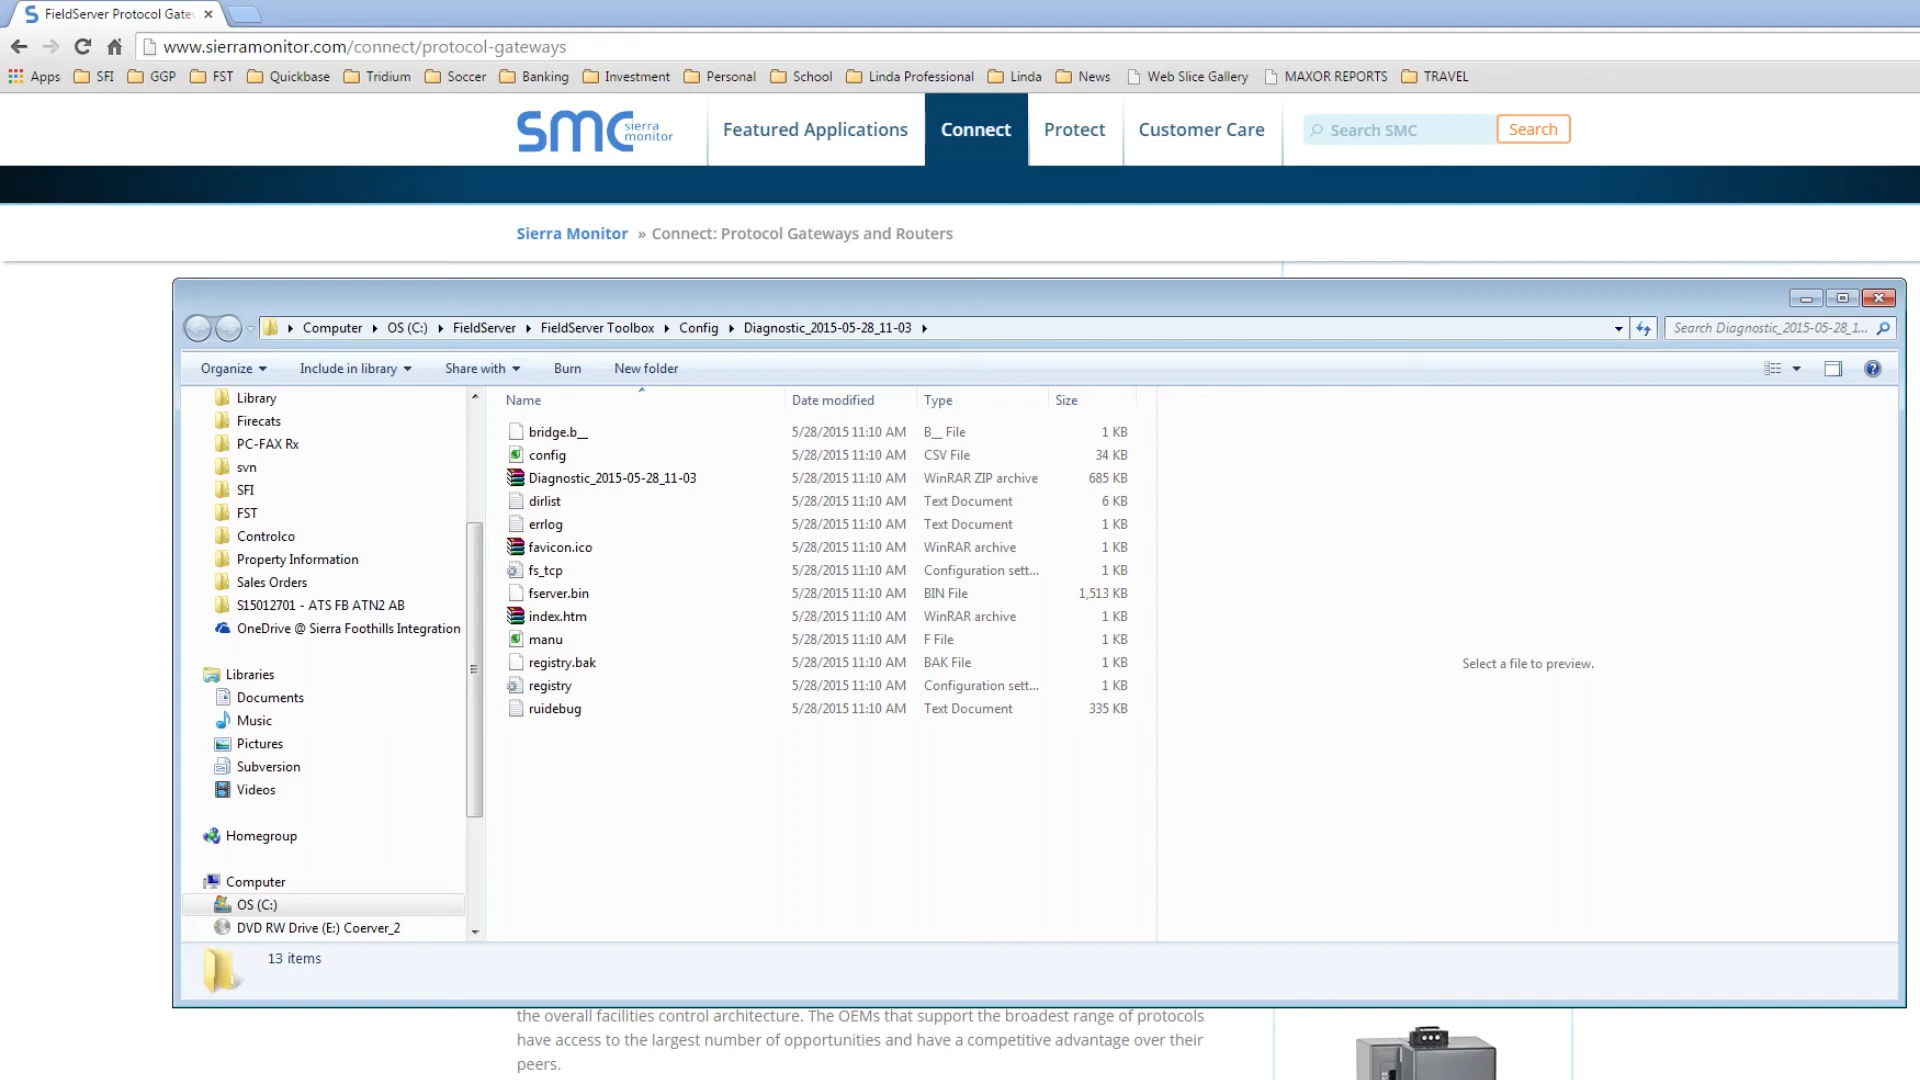 FieldServer Protocol Gate
www.sierramonitor.com/connect/protocol-gateways
Apps SFI GGP FST Quickbase Tridium Soccer Banking Investment Personal School Linda Professional Linda News Web Slice Gallery MAXOR REPORTS TRAVEL
SMC sierra monitor Featured Applications Connect Protect Customer Care Search SMC Search
Sierra Monitor » Connect: Protocol Gateways and Routers
Computer OS (C:) FieldServer FieldServer Toolbox Config Diagnostic_2015-05-28_11-03 Search Diagnostic_2015-05-28_1...
Organize Include in library Share with Burn New folder
Library
Firecats
PC-FAX Rx
svn
SFI
FST
Controlco
Property Information
Sales Orders
S15012701 - ATS FB ATN2 AB
OneDrive @ Sierra Foothills Integration
Libraries
Documents
Music
Pictures
Subversion
Videos
Homegroup
Computer
OS (C:)
DVD RW Drive (E:) Coerver_2
Name Date modified Type Size
bridge.b__ 5/28/2015 11:10 AM B__ File 1 KB
config 5/28/2015 11:10 AM CSV File 34 KB
Diagnostic_2015-05-28_11-03 5/28/2015 11:10 AM WinRAR ZIP archive 685 KB
dirlist 5/28/2015 11:10 AM Text Document 6 KB
errlog 5/28/2015 11:10 AM Text Document 1 KB
favicon.ico 5/28/2015 11:10 AM WinRAR archive 1 KB
fs_tcp 5/28/2015 11:10 AM Configuration sett... 1 KB
fserver.bin 5/28/2015 11:10 AM BIN File 1,513 KB
index.htm 5/28/2015 11:10 AM WinRAR archive 1 KB
manu 5/28/2015 11:10 AM F File 1 KB
registry.bak 5/28/2015 11:10 AM BAK File 1 KB
registry 5/28/2015 11:10 AM Configuration sett... 1 KB
ruidebug 5/28/2015 11:10 AM Text Document 335 KB
Select a file to preview.
13 items
the overall facilities control architecture. The OEMs that support the broadest range of protocols
have access to the largest number of opportunities and have a competitive advantage over their
peers.